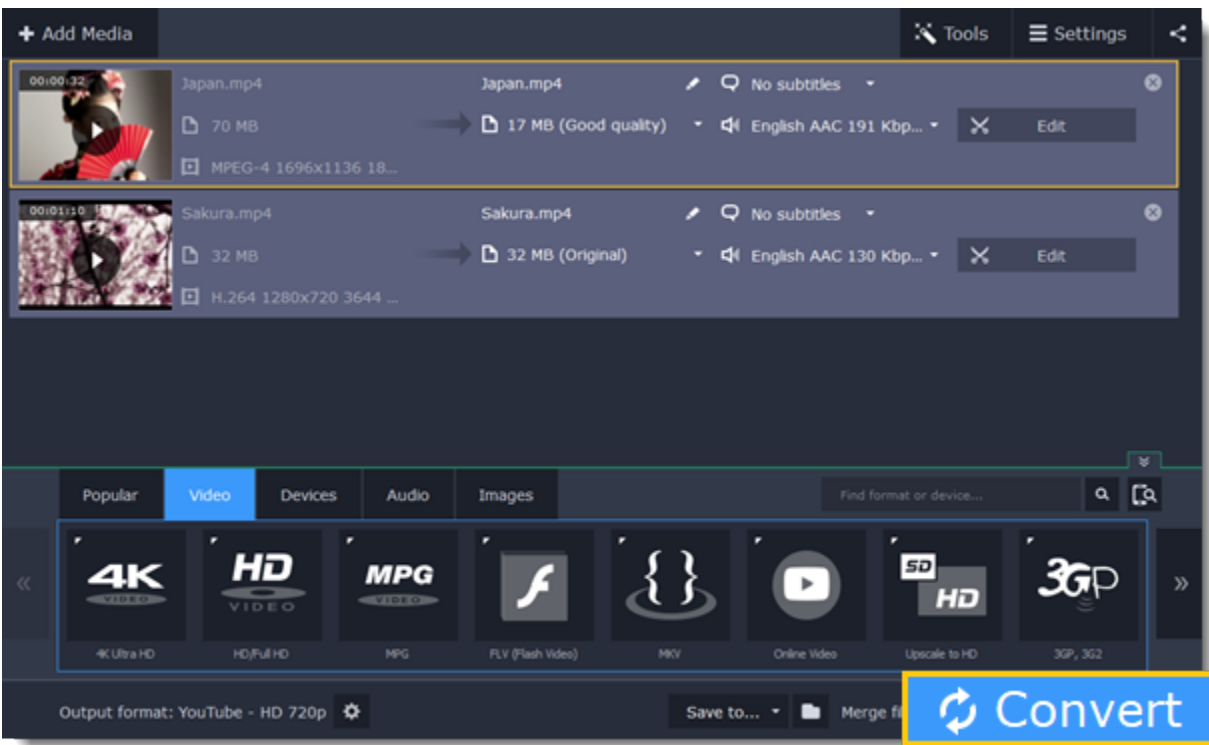 Add Media
Tools
Settings
00:00:32
Japan.mp4
Japan.mp4
No subtitles
70 MB
17 MB (Good quality)
English AAC 191 Kbp...
Edit
MPEG-4 1696x1136 18...
00:01:10
Sakura.mp4
Sakura.mp4
No subtitles
32 MB
32 MB (Original)
English AAC 130 Kbp...
Edit
H.264 1280x720 3644 ...
Popular
Video
Devices
Audio
Images
Find format or device...
4K
VIDEO
HD
VIDEO
MPG
VIDEO
SD
HD
3GP
4K Ultra HD
HD/Full HD
MPG
FLV (Flash Video)
MKV
Online Video
Upscale to HD
3GP, 3G2
Output format: YouTube - HD 720p
Save to...
Merge
Convert